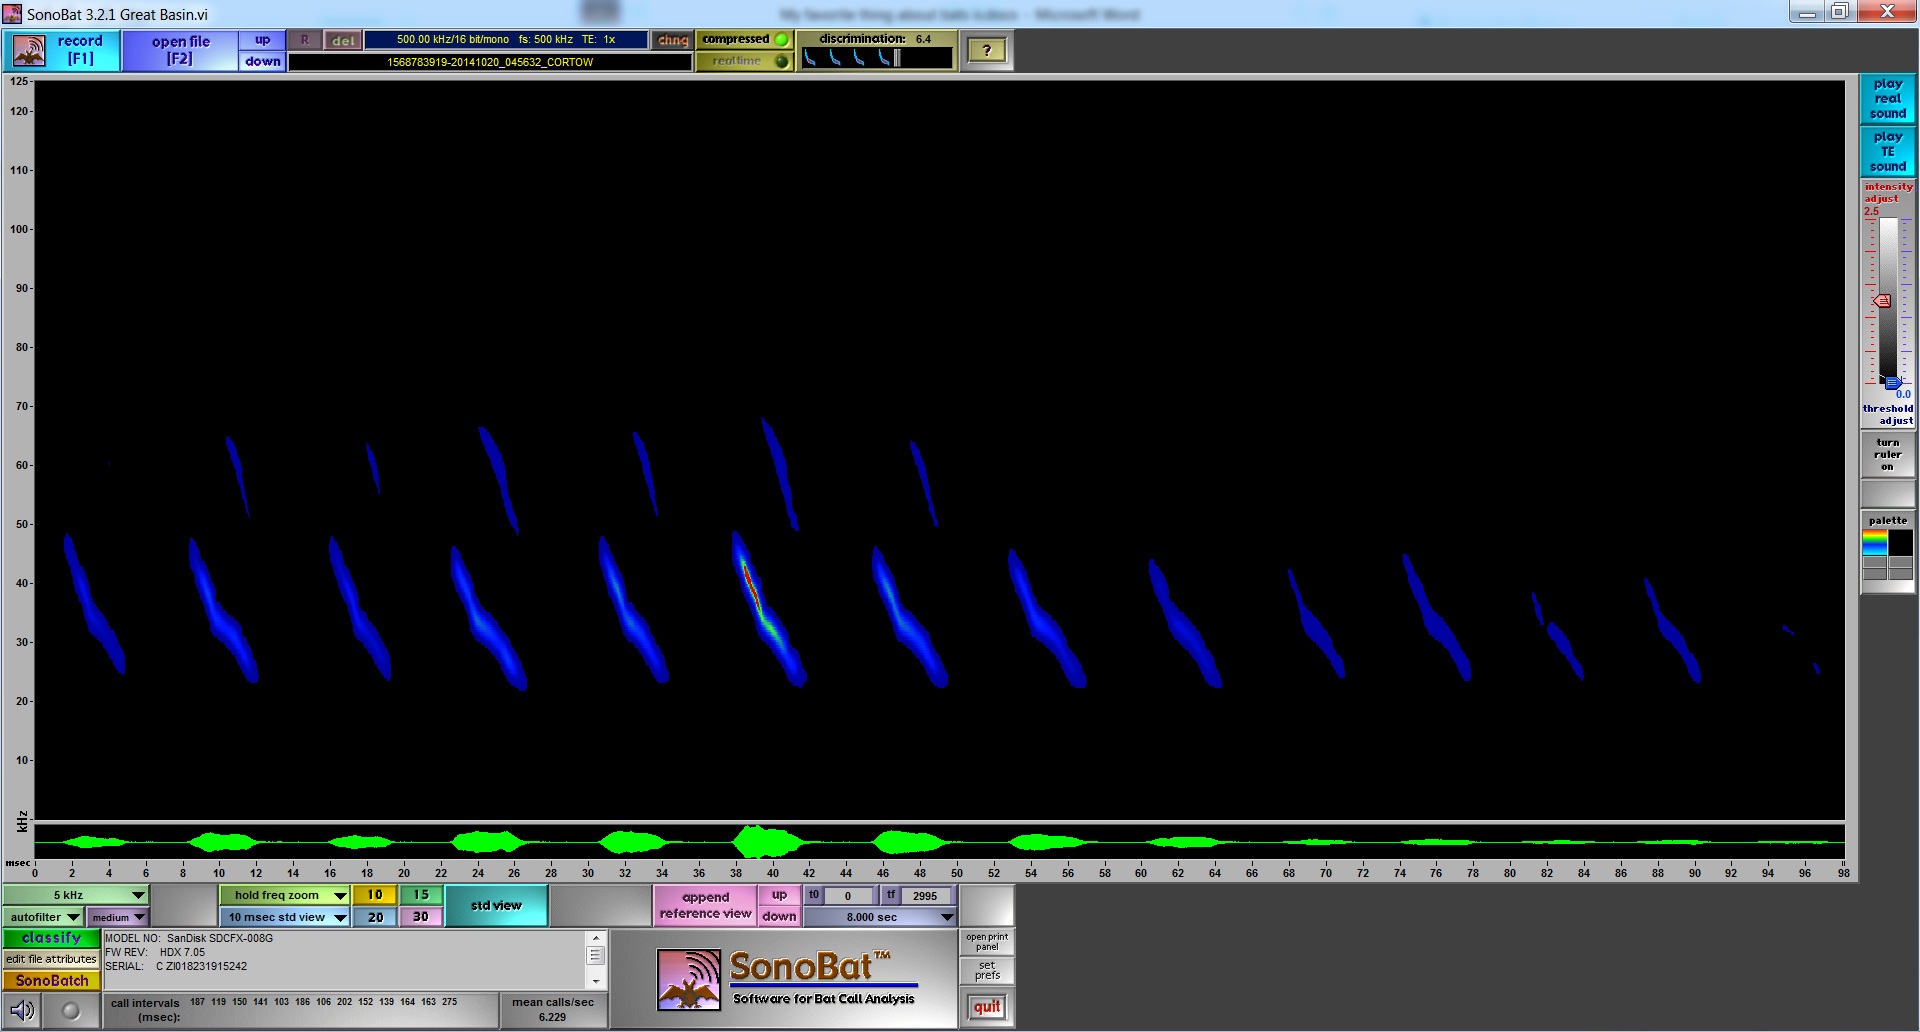 SonoBat 3.2.1 Great Basin.vi
My favorite thing about bats is.docx - Microsoft Word
record
[F1]
open file
[F2]
up
down
R
del
500.00 kHz/16 bit/mono fs: 500 kHz TE: 1x
1568783919-20141020_045632_CORTOW
chng
compressed
realtime
discrimination: 6.4
?
125
120
110
100
90
80
70
60
50
40
30
20
10
kHz
play
real
sound
play
TE
sound
intensity
adjust
2.5
0.0
threshold
adjust
turn
ruler
on
palette
msec
0 2 4 6 8 10 12 14 16 18 20 22 24 26 28 30 32 34 36 38 40 42 44 46 48 50 52 54 56 58 60 62 64 66 68 70 72 74 76 78 80 82 84 86 88 90 92 94 96 98
5 kHz
autofilter
medium
hold freq zoom
10 msec std view
10
15
20
30
std view
append
reference view
up
down
t0 0 tf 2995
8.000 sec
classify
edit file attributes
SonoBatch
MODEL NO: SanDisk SDCFX-008G
FW REV: HDX 7.05
SERIAL: C ZI018231915242
call intervals
(msec):
187 119 150 141 103 186 106 202 152 139 164 163 275
mean calls/sec
6.229
SonoBat™
Software for Bat Call Analysis
open print
panel
set
prefs
quit